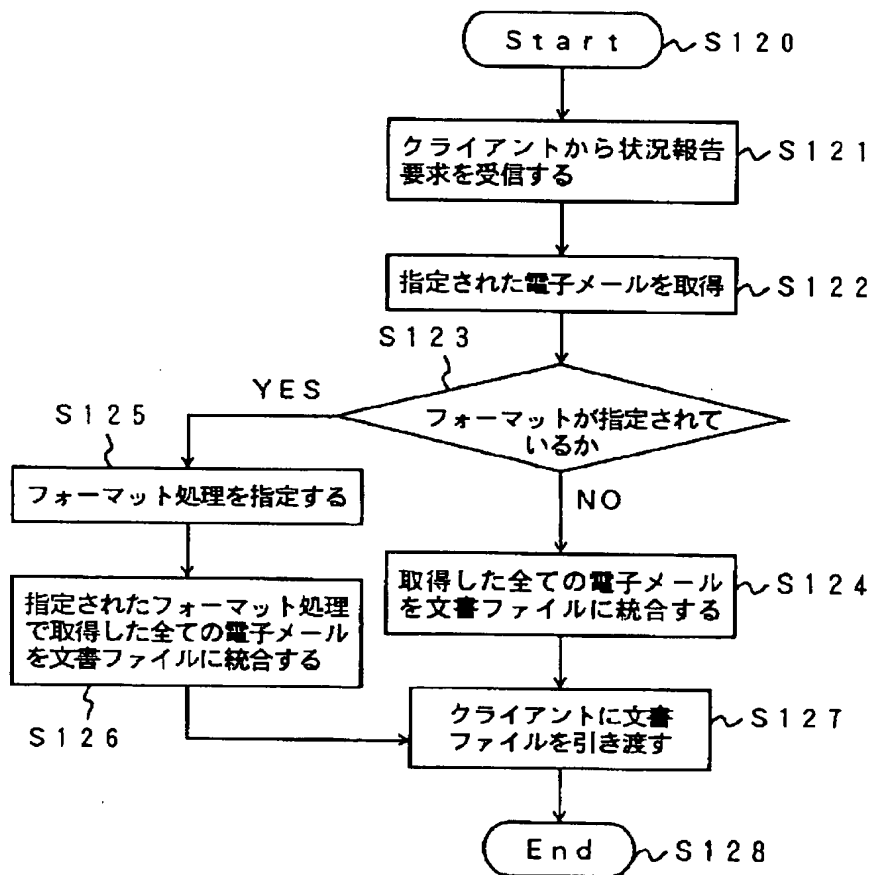 Start
S120
クライアントから状況報告
要求を受信する
S121
指定された電子メールを取得
S122
S123
フォーマットが指定されて
いるか
YES
NO
S125
フォーマット処理を指定する
指定されたフォーマット処理
で取得した全ての電子メール
を文書ファイルに統合する
S126
取得した全ての電子メール
を文書ファイルに統合する
S124
クライアントに文書
ファイルを引き渡す
S127
End
S128